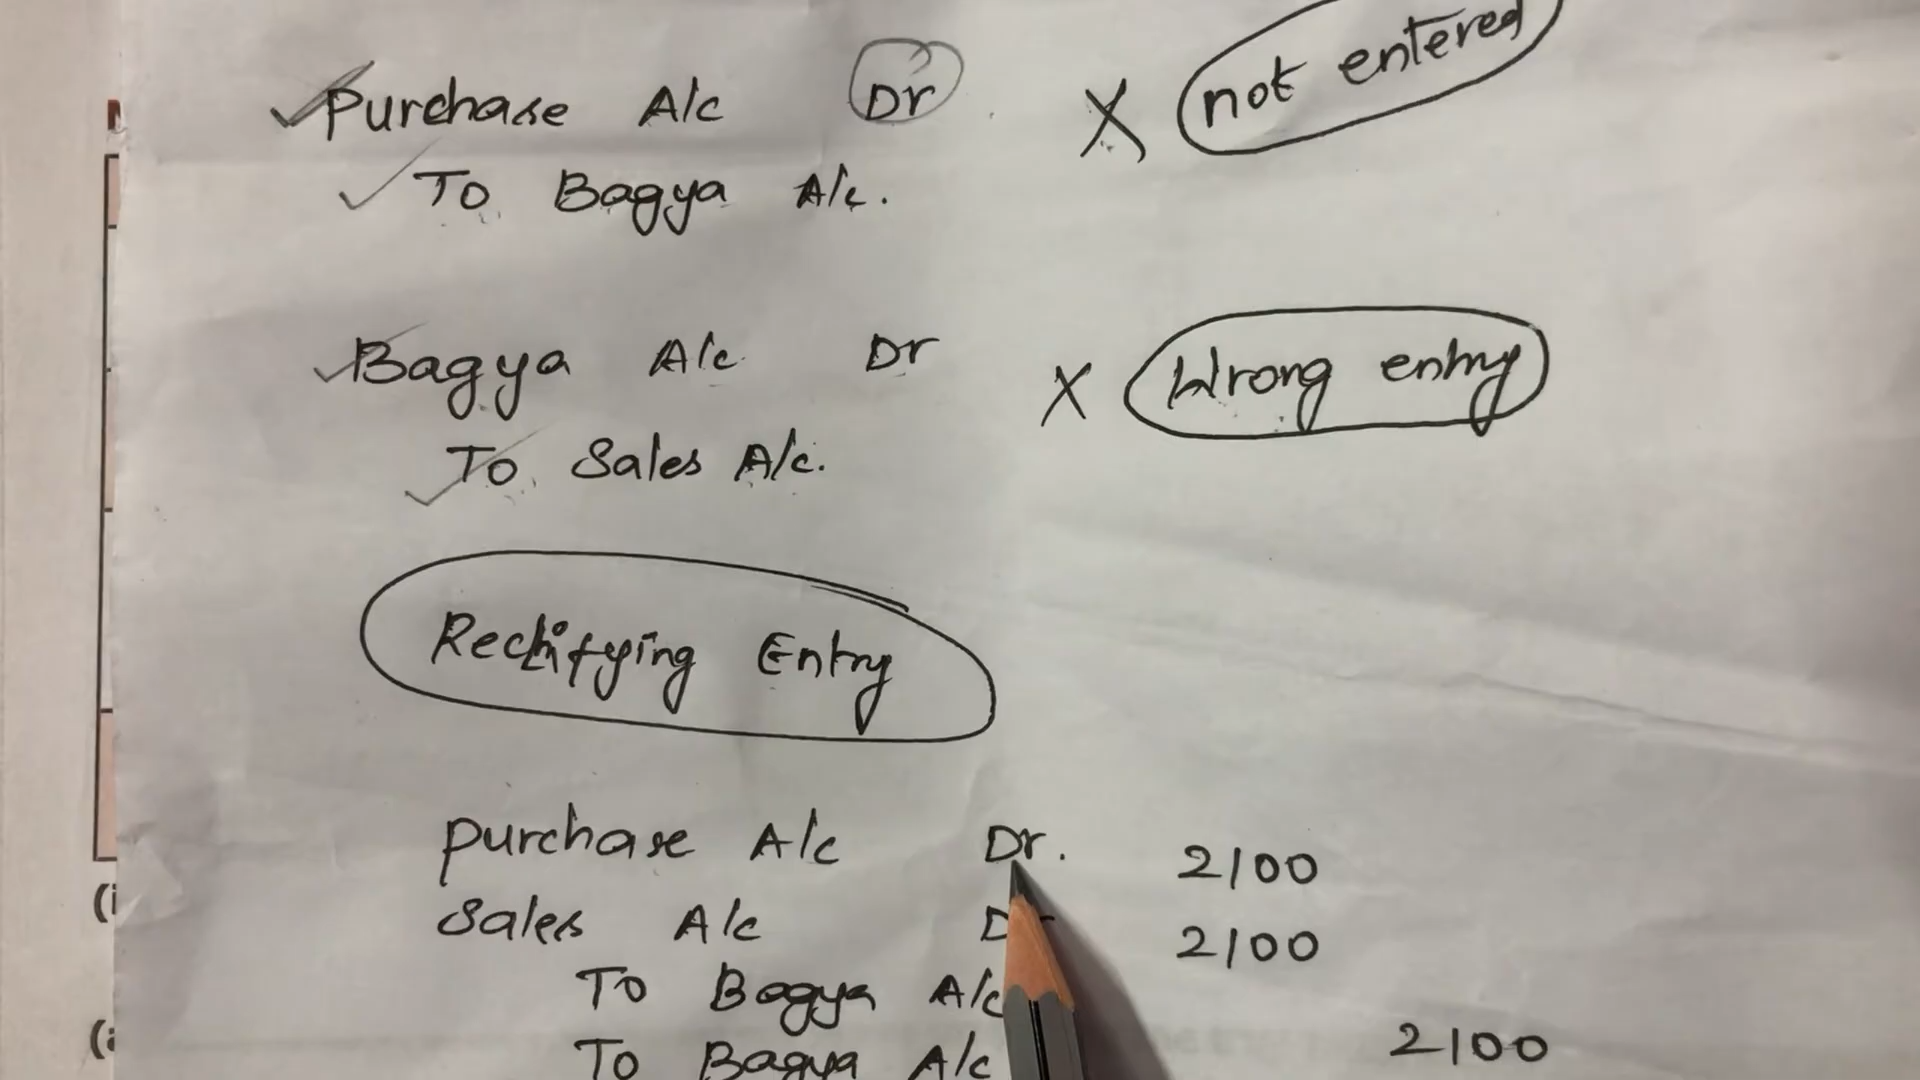 not entered
Purchase A/c Dr X
To Bagya A/c.
Bagya A/c Dr X Wrong entry
To Sales A/c.
Rectifying Entry
purchase A/c Dr. 2100
Sales A/c 2100
To Bagya A/c
2100
To Bagya A/c
(i
(a